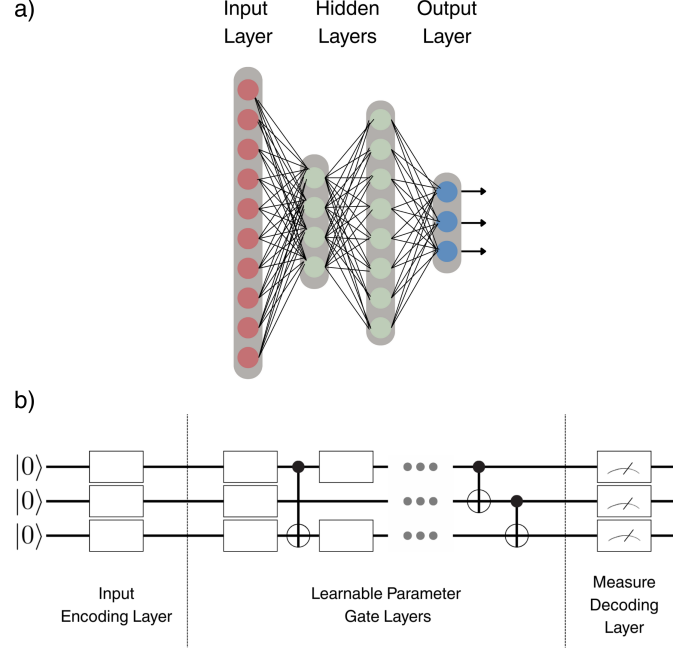 a)
Input Layer
Hidden Layers
Output Layer
b)
|0⟩
|0⟩
|0⟩
Input
Encoding Layer
Learnable Parameter
Gate Layers
Measure
Decoding
Layer